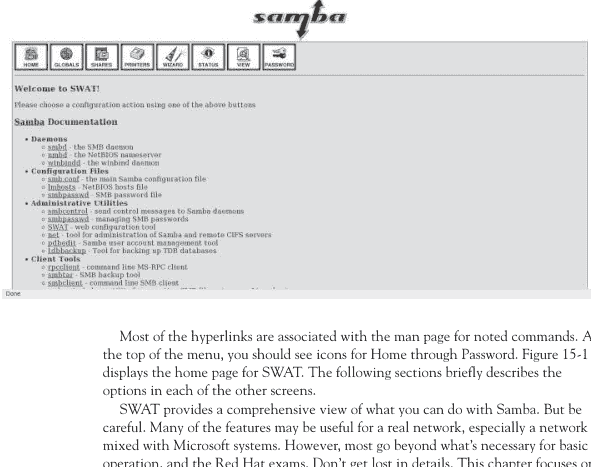 samba
HOME GLOBALS SHARES PRINTERS WIZARD STATUS VIEW PASSWORD
Welcome to SWAT!
Please choose a configuration action using one of the above buttons
Samba Documentation
• Daemons
○ smbd - the SMB daemon
○ nmbd - the NetBIOS nameserver
○ winbindd - the winbind daemon
• Configuration Files
○ smb.conf - the main Samba configuration file
○ lmhosts - NetBIOS hosts file
○ smbpasswd - SMB password file
• Administrative Utilities
○ smbcontrol - send control messages to Samba daemons
○ smbpasswd - managing SMB passwords
○ SWAT - web configuration tool
○ net - tool for administration of Samba and remote CIFS servers
○ pdbedit - Samba user account management tool
○ tdbbackup - Tool for backing up TDB databases
• Client Tools
○ rpcclient - command line MS-RPC client
○ smbtar - SMB backup tool
○ smbclient - command line SMB client
Done
Most of the hyperlinks are associated with the man page for noted commands. A
the top of the menu, you should see icons for Home through Password. Figure 15-1
displays the home page for SWAT. The following sections briefly describes the
options in each of the other screens.
SWAT provides a comprehensive view of what you can do with Samba. But be
careful. Many of the features may be useful for a real network, especially a network
mixed with Microsoft systems. However, most go beyond what's necessary for basic
operation, and the Red Hat exams. Don't get lost in details. This chapter focuses on